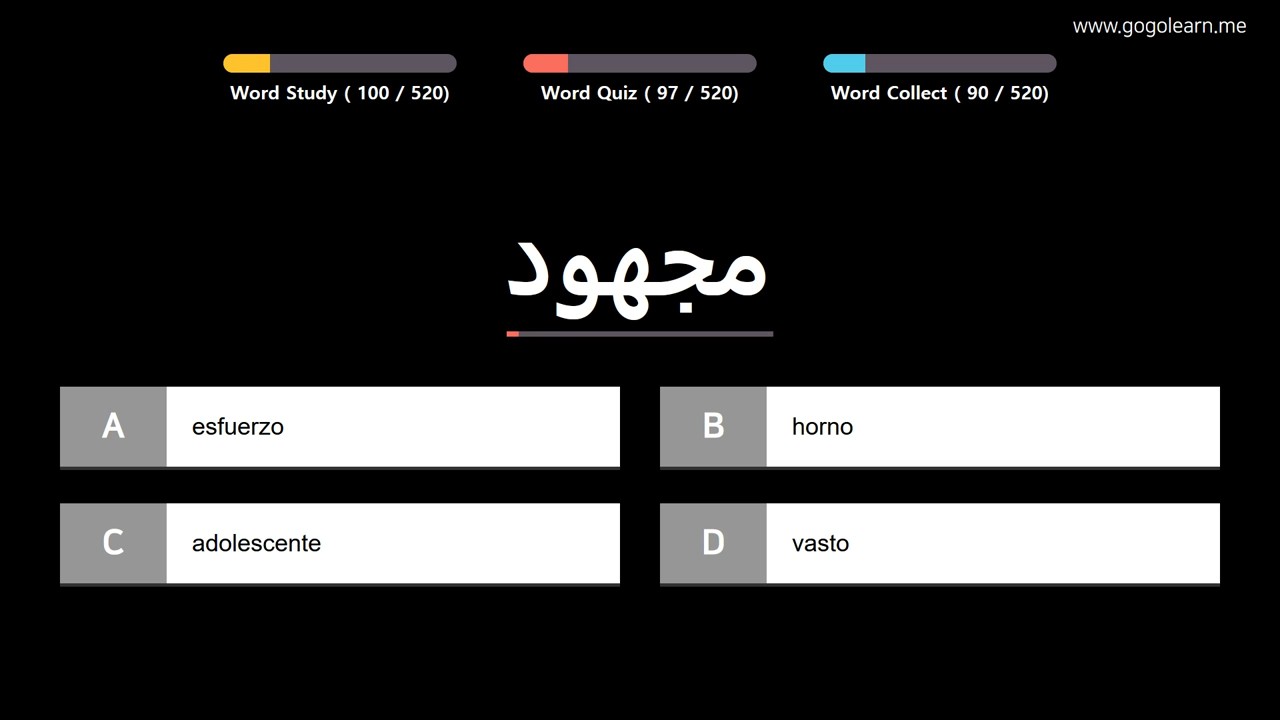 www.gogolearn.me
Word Study ( 100 / 520)
Word Quiz ( 97 / 520)
Word Collect ( 90 / 520)
مجهود
A esfuerzo
B horno
C adolescente
D vasto